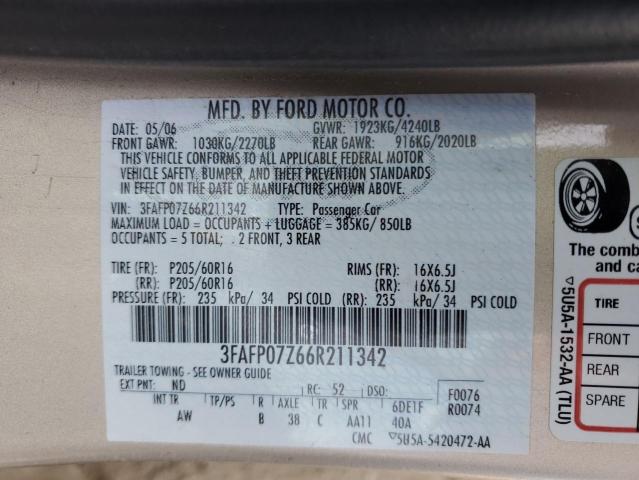 MFD. BY FORD MOTOR CO.
DATE: 05/06 GVWR: 1923KG/4240LB
FRONT GAWR: 1030KG/2270LB REAR GAWR: 916KG/2020LB
THIS VEHICLE CONFORMS TO ALL APPLICABLE FEDERAL MOTOR
VEHICLE SAFETY, BUMPER, AND THEFT PREVENTION STANDARDS
IN EFFECT ON THE DATE OF MANUFACTURE SHOWN ABOVE.
VIN: 3FAFP07Z66R211342 TYPE: Passenger Car
MAXIMUM LOAD = OCCUPANTS + LUGGAGE = 385KG/ 850LB
OCCUPANTS = 5 TOTAL; 2 FRONT, 3 REAR
TIRE (FR): P205/60R16 RIMS (FR): 16X6.5J
(RR): P205/60R16 (RR): 16X6.5J
PRESSURE (FR): 235 kPa/ 34 PSI COLD (RR): 235 kPa/ 34 PSI COLD
3FAFP07Z66R211342
TRAILER TOWING - SEE OWNER GUIDE
EXT PNT: ND RC: 52 DSO: F0076
INT TR TP/PS R AXLE TR SPR 6DE1F R0074
AW B 38 C AA11 40A
CMC ▽5U5A-5420472-AA
The comb
and ca
▽5U5A-1532-AA (TLU)
TIRE
FRONT
REAR
SPARE